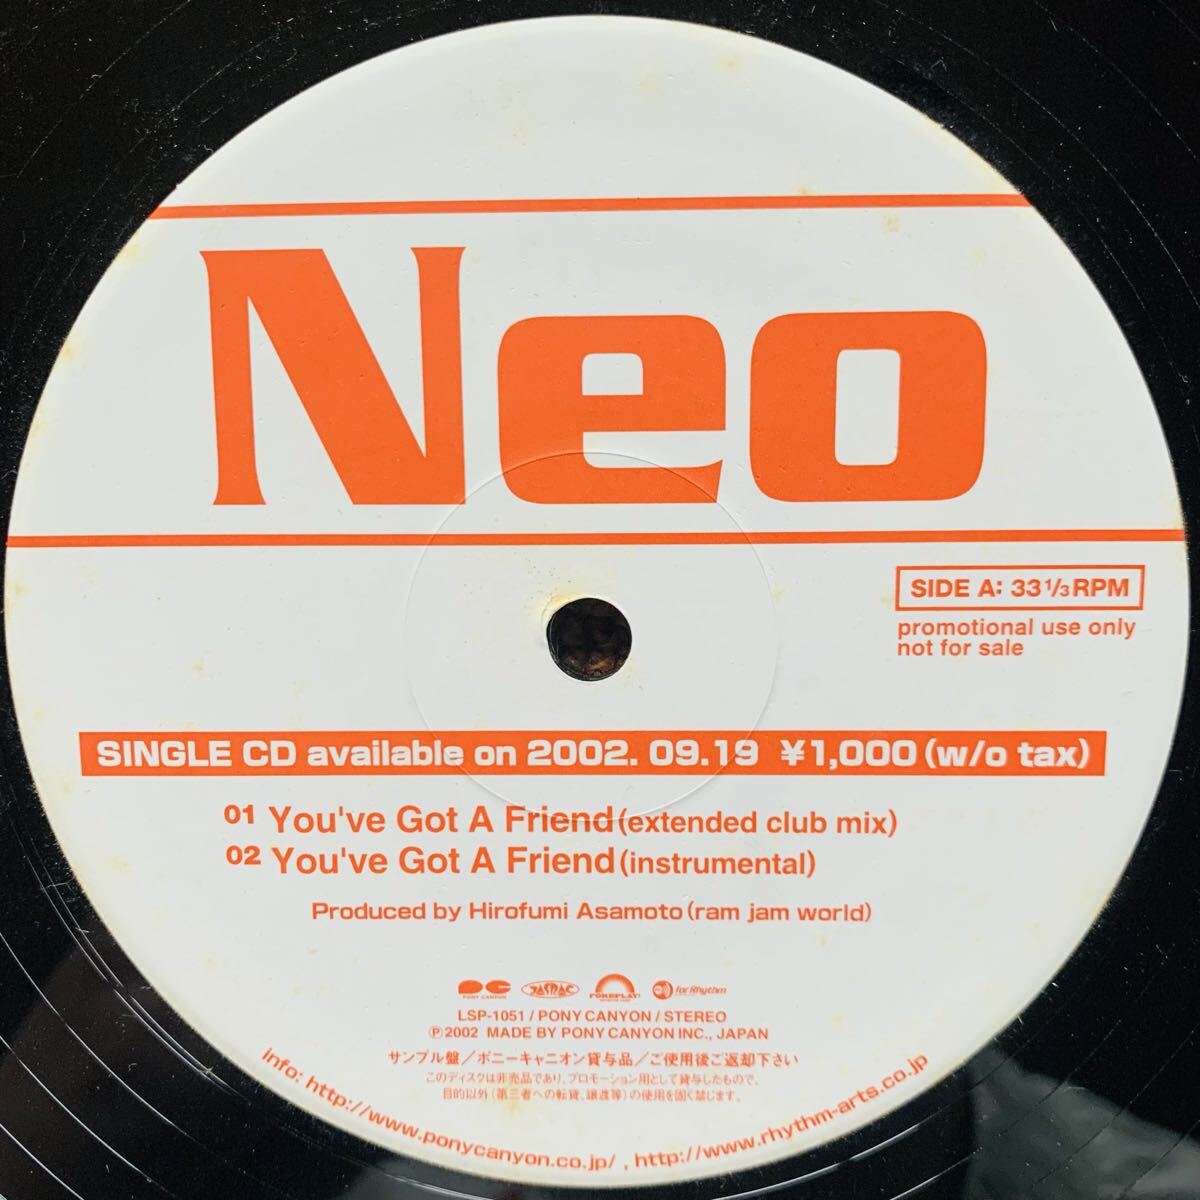 Neo
SIDE A: 33 1/3 RPM
promotional use only
not for sale
SINGLE CD available on 2002. 09.19 ¥1,000 (w/o tax)
01 You've Got A Friend (extended club mix)
02 You've Got A Friend (instrumental)
Produced by Hirofumi Asamoto (ram jam world)
PONY CANYON JASRAC FOREPLAY! for Rhythm
LSP-1051 / PONY CANYON / STEREO
℗2002 MADE BY PONY CANYON INC., JAPAN
サンプル盤／ポニーキャニオン貸与品／ご使用後ご返却下さい
このディスクは非売品であり、プロモーション用として貸与したもので、
目的以外（第三者への転貸、譲渡等）の使用を固く禁じます。
info: http://www.ponycanyon.co.jp/ , http://www.rhythm-arts.co.jp